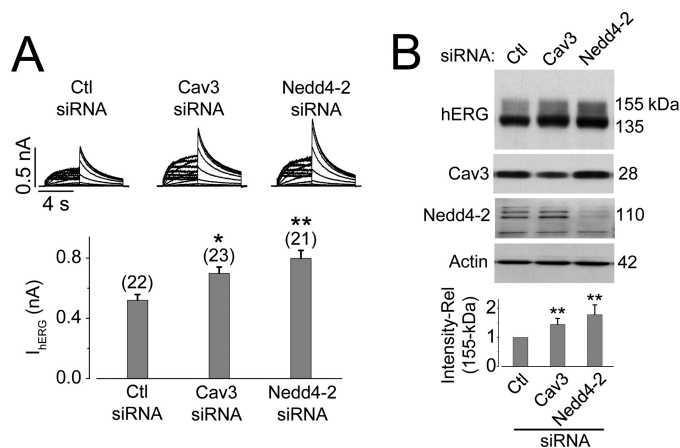 A
Ctl
siRNA
Cav3
siRNA
Nedd4-2
siRNA
0.5 nA
4 s
I hERG (nA)
0.8
0.4
0.0
(22)
*
(23)
**
(21)
Ctl
siRNA
Cav3
siRNA
Nedd4-2
siRNA
B
siRNA: Ctl Cav3 Nedd4-2
hERG 155 kDa
135
Cav3 28
Nedd4-2 110
Actin 42
Intensity-Rel
(155-kDa)
2
1
0
**
**
Ctl Cav3 Nedd4-2
siRNA